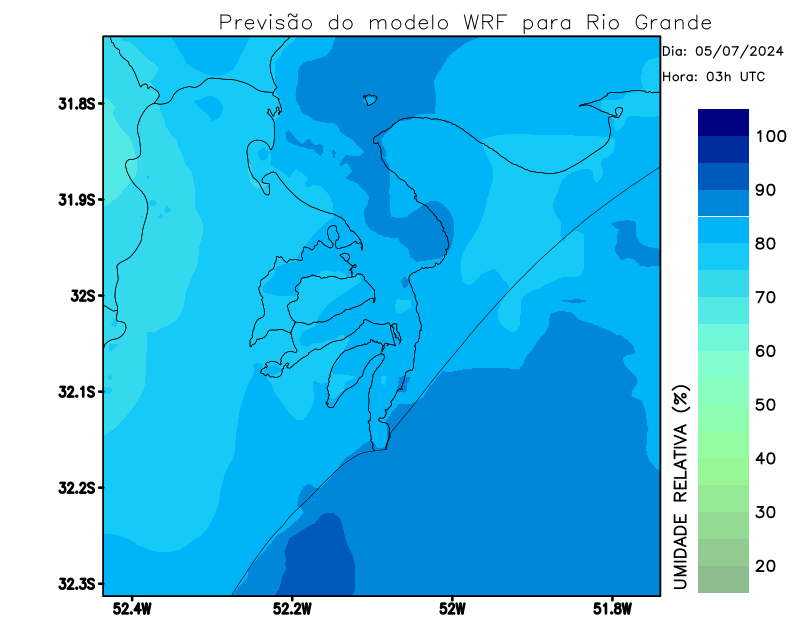 Previsão do modelo WRF para Rio Grande
Dia: 05/07/2024
Hora: 03h UTC
31.8S
31.9S
32S
32.1S
32.2S
32.3S
52.4W
52.2W
52W
51.8W
100
90
80
70
60
50
40
30
20
UMIDADE RELATIVA (%)